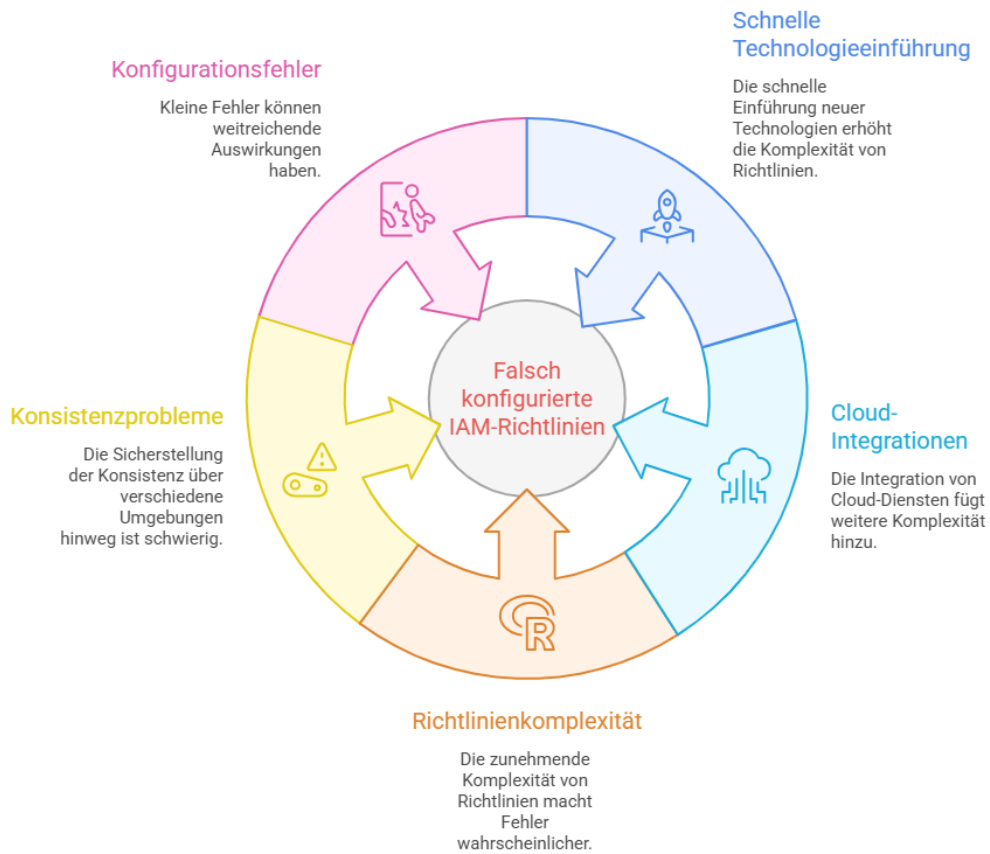 Schnelle
Technologieeinführung
Die schnelle
Einführung neuer
Technologien erhöht
die Komplexität von
Richtlinien.
Konfigurationsfehler
Kleine Fehler können
weitreichende
Auswirkungen
haben.
Falsch
konfigurierte
IAM-Richtlinien
Konsistenzprobleme
Die Sicherstellung
der Konsistenz über
verschiedene
Umgebungen
hinweg ist schwierig.
Cloud-
Integrationen
Die Integration von
Cloud-Diensten fügt
weitere Komplexität
hinzu.
R
Richtlinienkomplexität
Die zunehmende
Komplexität von
Richtlinien macht
Fehler
wahrscheinlicher.